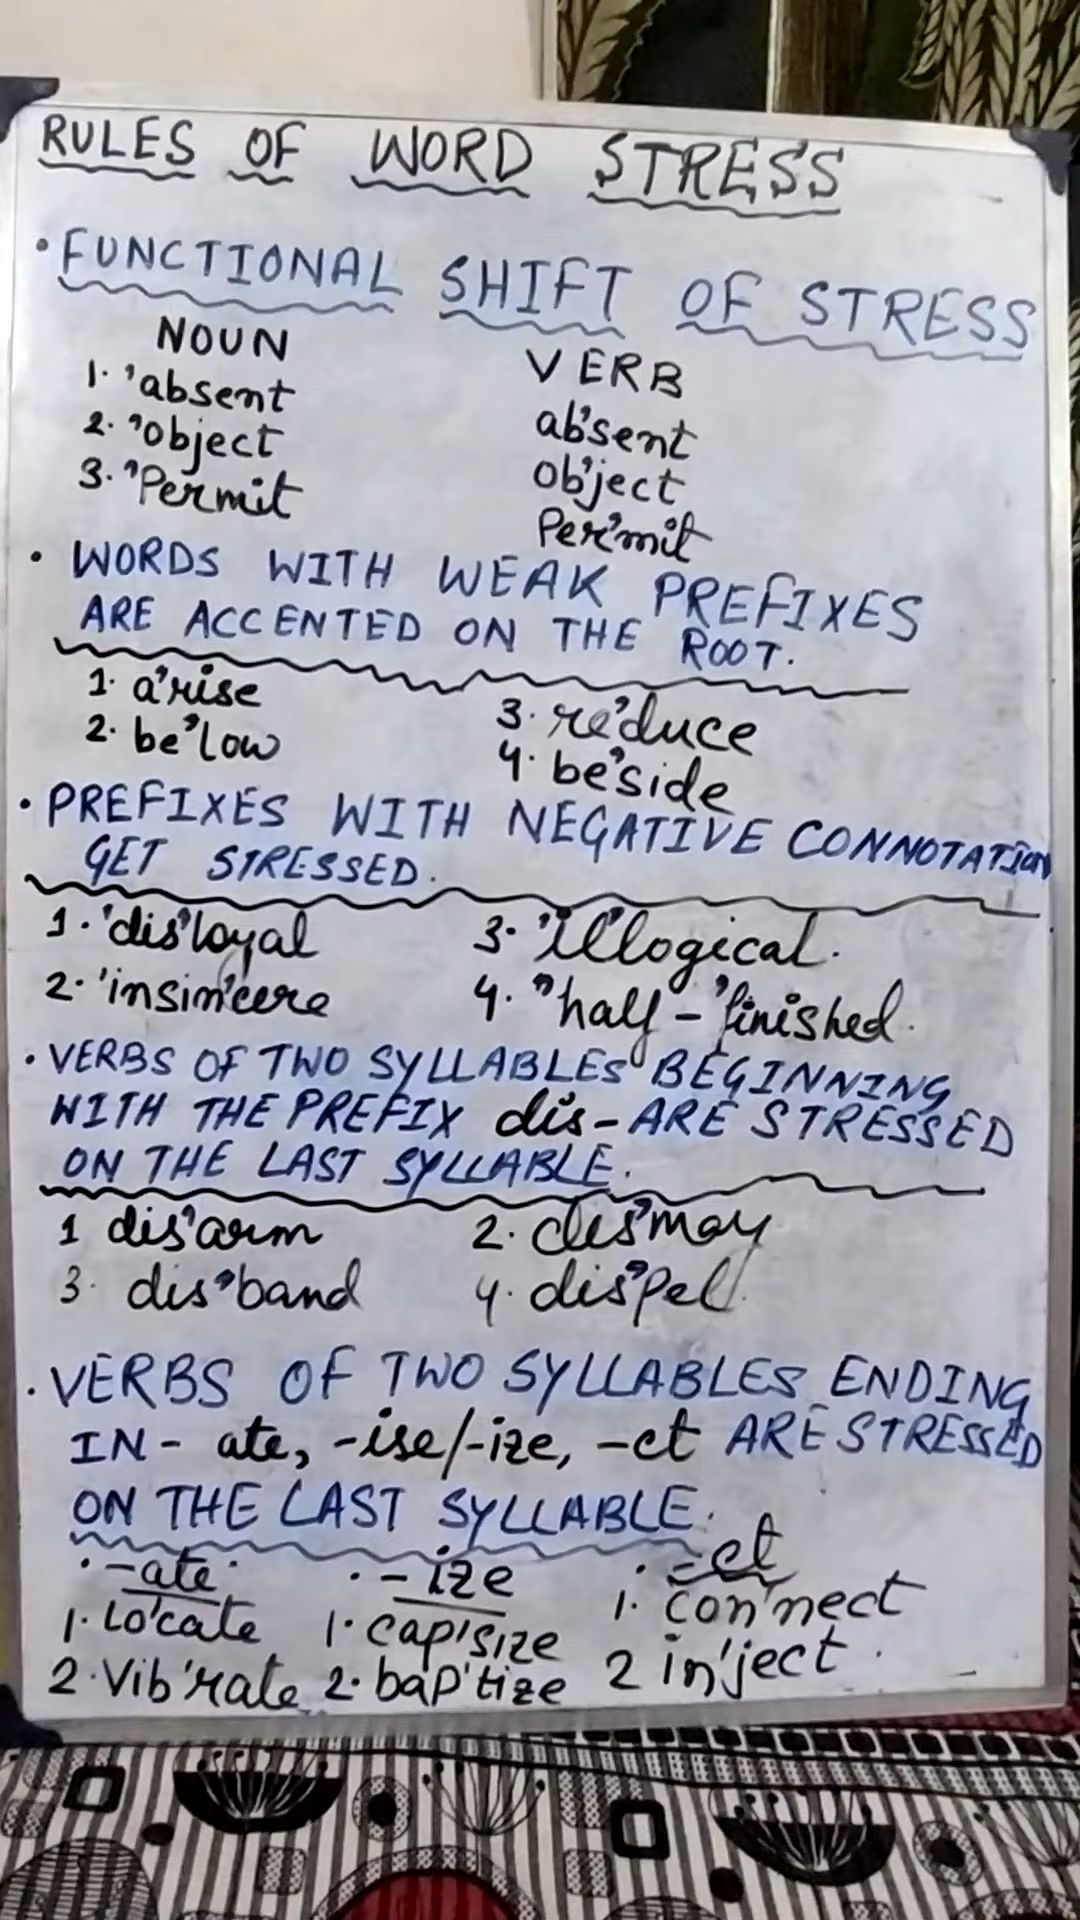 RULES OF WORD STRESS
• FUNCTIONAL SHIFT OF STRESS
NOUN VERB
1. 'absent ab'sent
2. 'object ob'ject
3. 'Permit Per'mit
• WORDS WITH WEAK PREFIXES
ARE ACCENTED ON THE ROOT.
1. a'rise 3. re'duce
2. be'low 4. be'side
• PREFIXES WITH NEGATIVE CONNOTATION
GET STRESSED.
1. 'dis'loyal 3. 'il'logical.
2. 'insin'cere 4. 'half-'finished.
• VERBS OF TWO SYLLABLES BEGINNING
WITH THE PREFIX dis- ARE STRESSED
ON THE LAST SYLLABLE.
1 dis'arm 2. dis'may
3. dis'band 4. dis'pel
• VERBS OF TWO SYLLABLES ENDING
IN- ate, -ise/-ize, -ct ARE STRESSED
ON THE LAST SYLLABLE.
• -ate • -ize • -ct
1. Lo'cate 1. cap'size 1. con'nect
2. Vib'rate 2. bap'tize 2 in'ject.